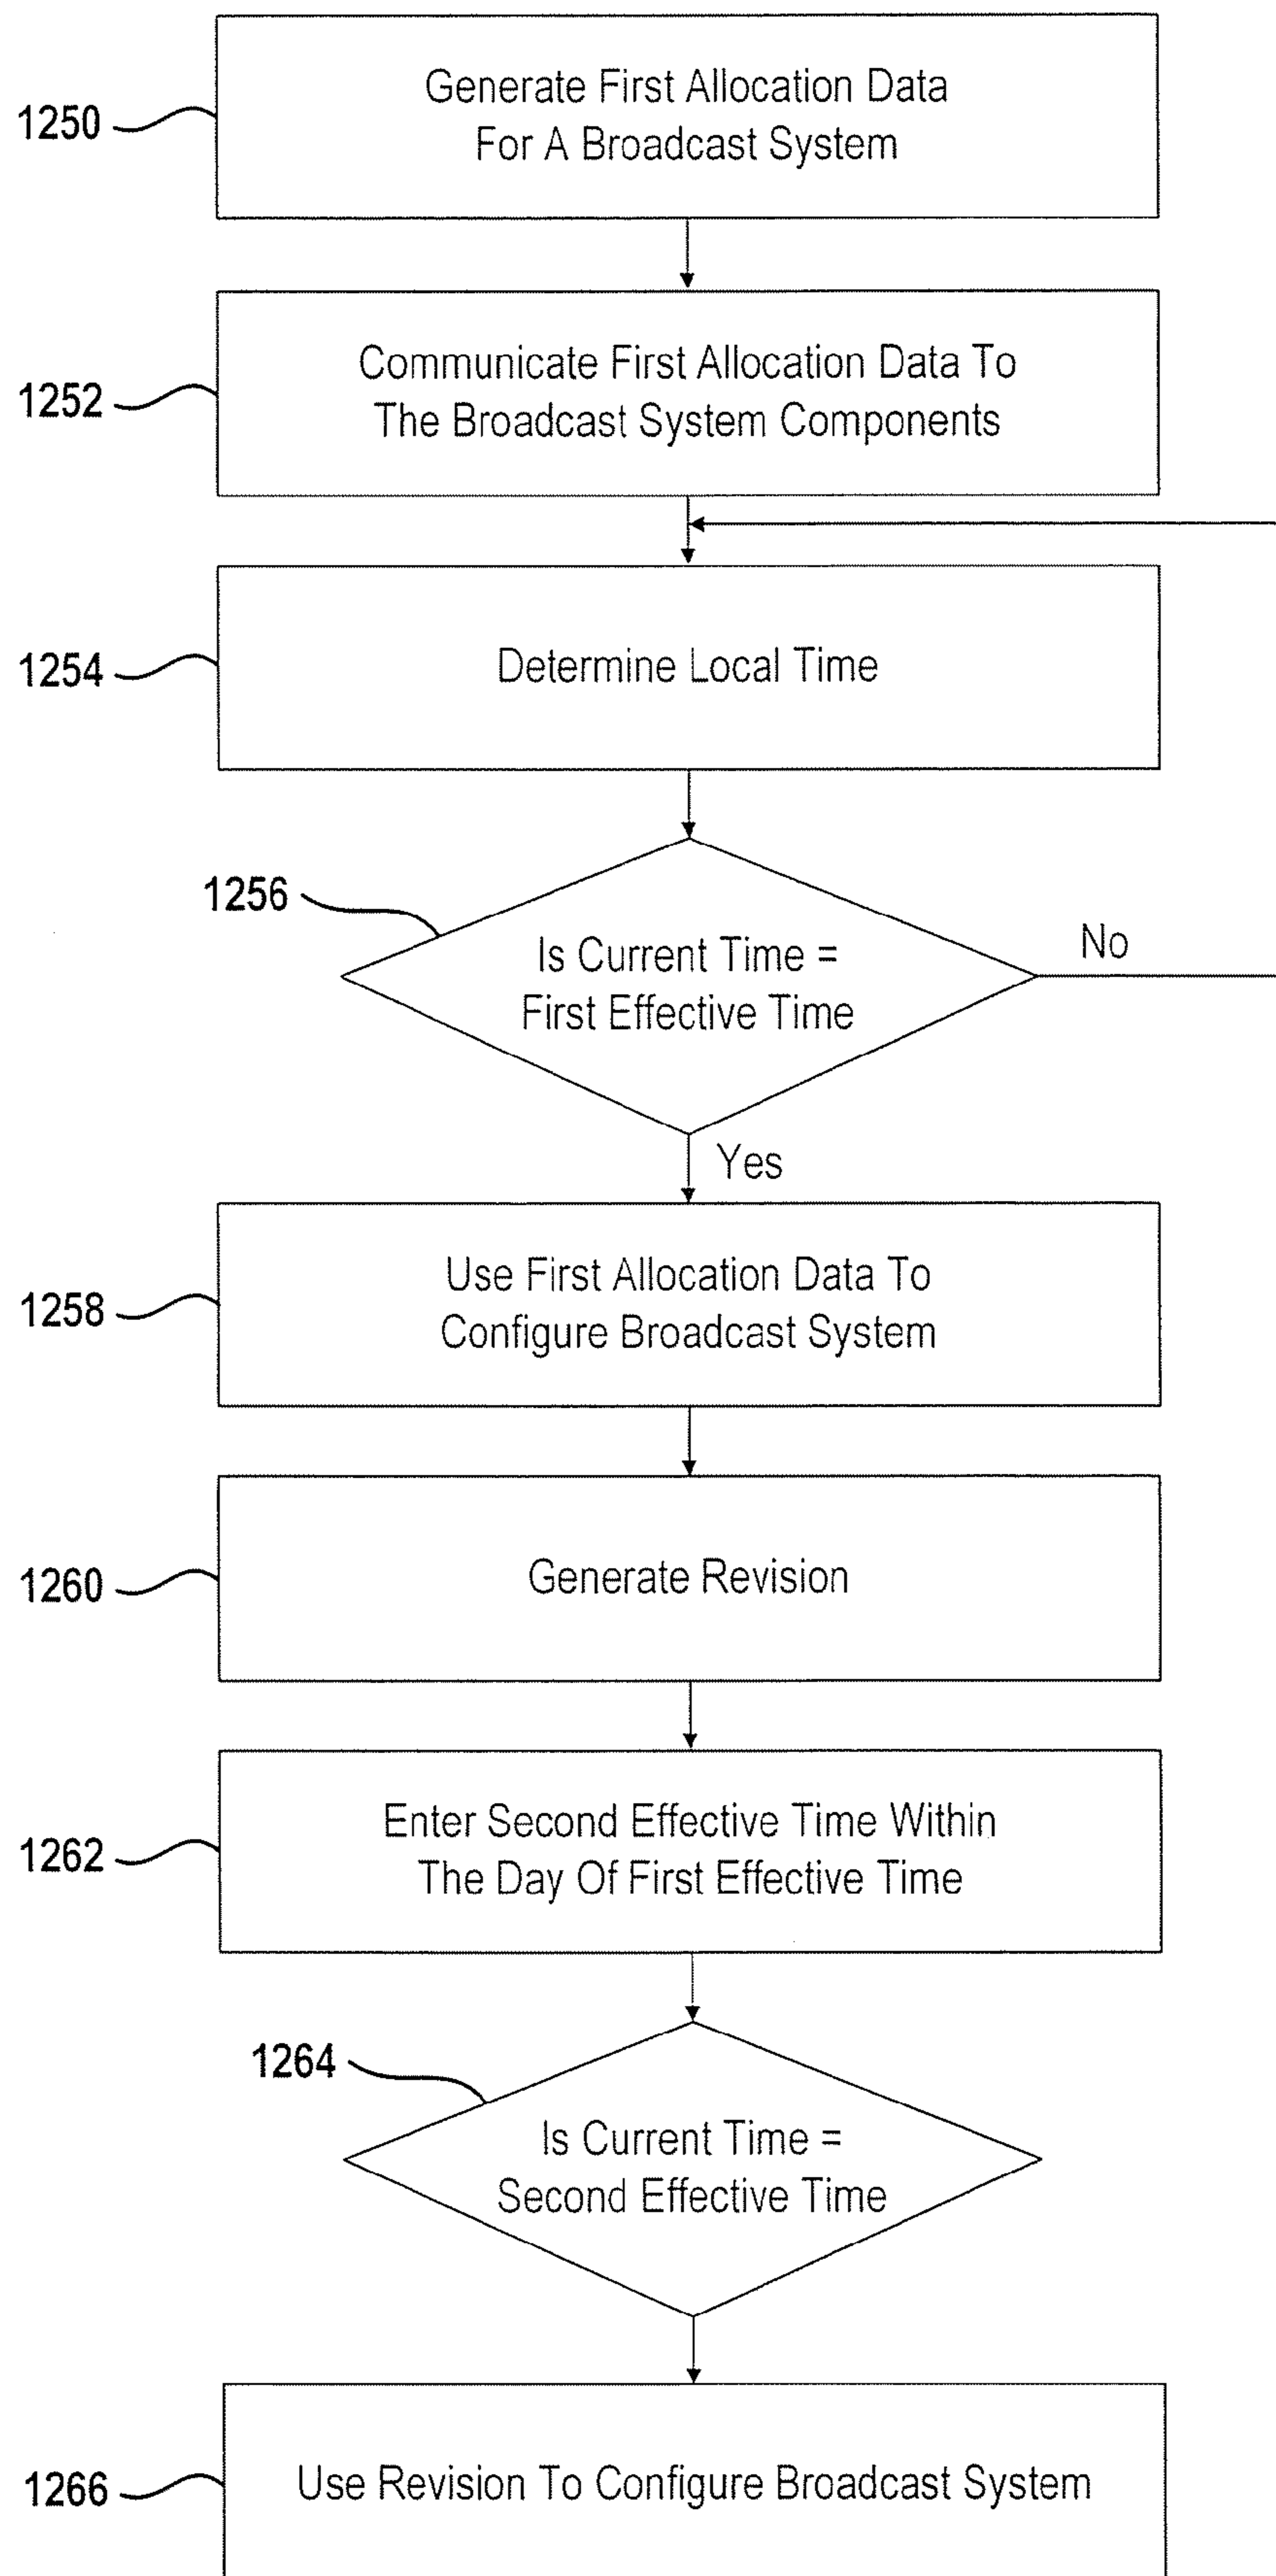 1250
Generate First Allocation Data
For A Broadcast System
1252
Communicate First Allocation Data To
The Broadcast System Components
1254
Determine Local Time
1256
Is Current Time =
First Effective Time
No
Yes
1258
Use First Allocation Data To
Configure Broadcast System
1260
Generate Revision
1262
Enter Second Effective Time Within
The Day Of First Effective Time
1264
Is Current Time =
Second Effective Time
1266
Use Revision To Configure Broadcast System